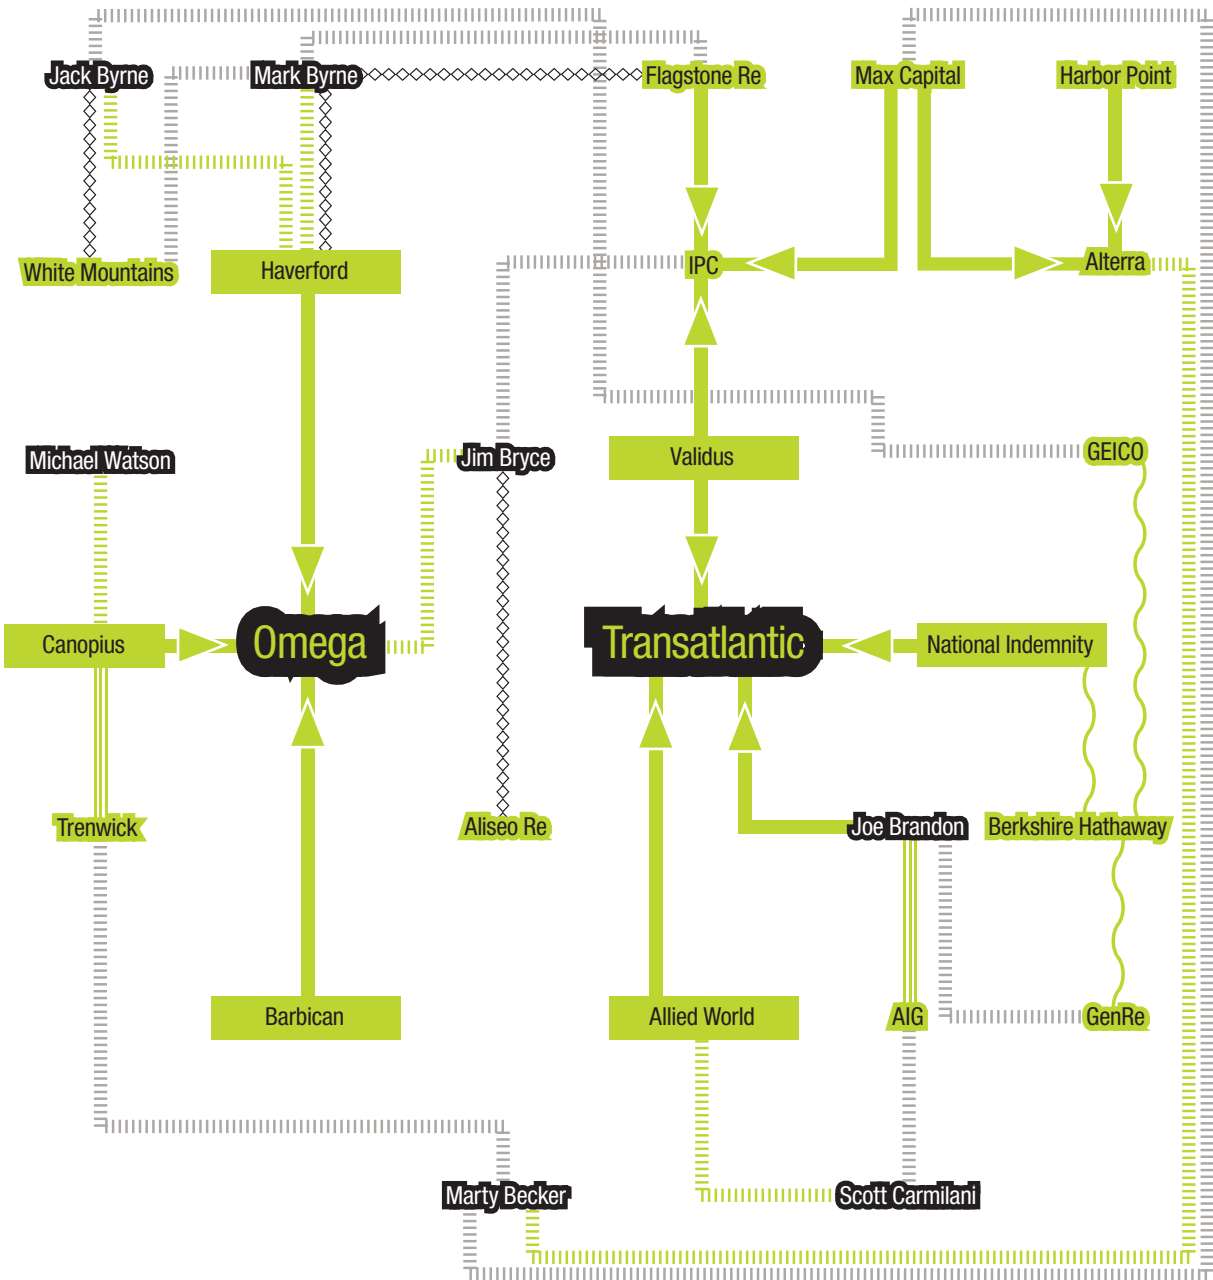 Jack Byrne
Mark Byrne
Flagstone Re
Max Capital
Harbor Point
White Mountains
Haverford
IPC
Alterra
Michael Watson
Jim Bryce
Validus
GEICO
Canopius
Omega
Transatlantic
National Indemnity
Trenwick
Aliseo Re
Joe Brandon
Berkshire Hathaway
Barbican
Allied World
AIG
GenRe
Marty Becker
Scott Carmilani